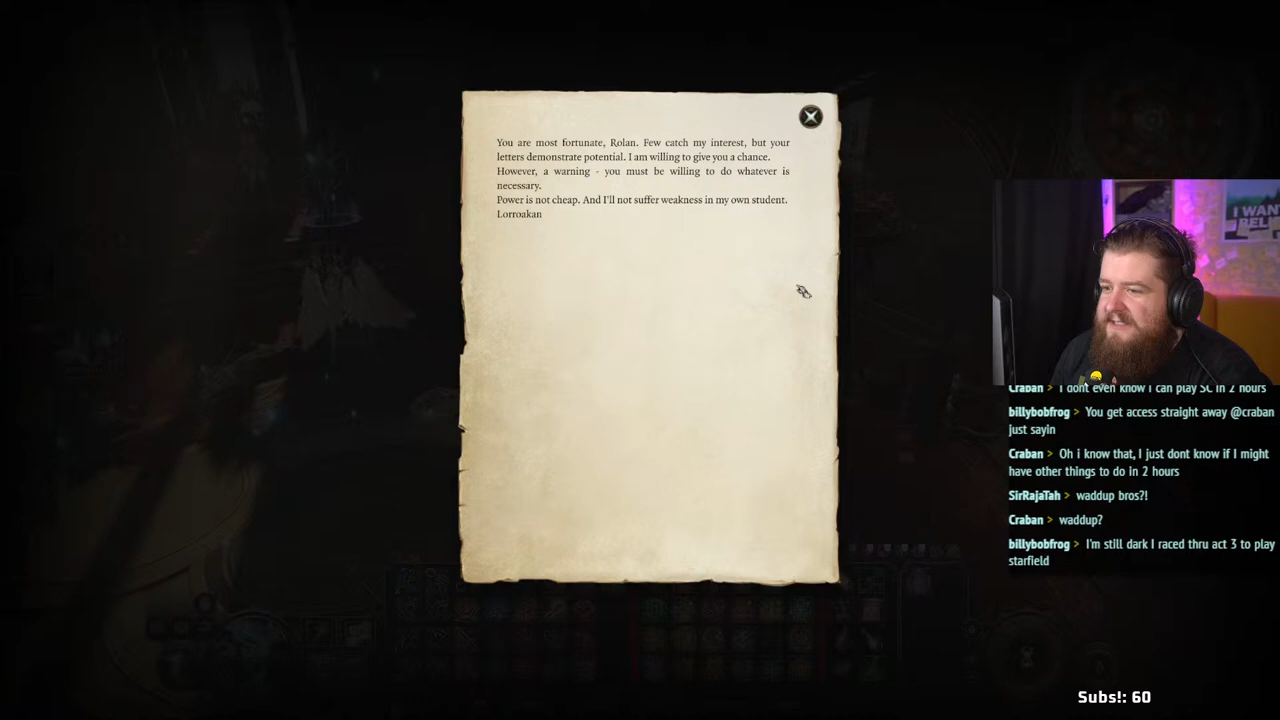 You are most fortunate, Rolan. Few catch my interest, but your
letters demonstrate potential. I am willing to give you a chance.
However, a warning - you must be willing to do whatever is
necessary.
Power is not cheap. And I'll not suffer weakness in my own student.
Lorroakan
I WANT
Craban > I dont even know i can play SC in 2 hours
billybobfrog > You get access straight away @craban
just sayin
Craban > Oh i know that, I just dont know if I might
have other things to do in 2 hours
SirRajaTah > waddup bros?!
Craban > waddup?
billybobfrog > I'm still dark I raced thru act 3 to play
starfield
Subs!: 60